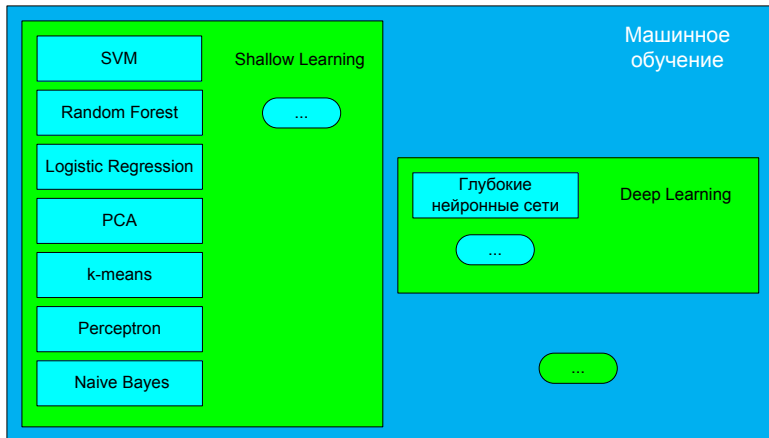 Машинное
обучение
SVM
Shallow Learning
Random Forest
...
Logistic Regression
PCA
k-means
Perceptron
Naive Bayes
Глубокие
нейронные сети
Deep Learning
...
...